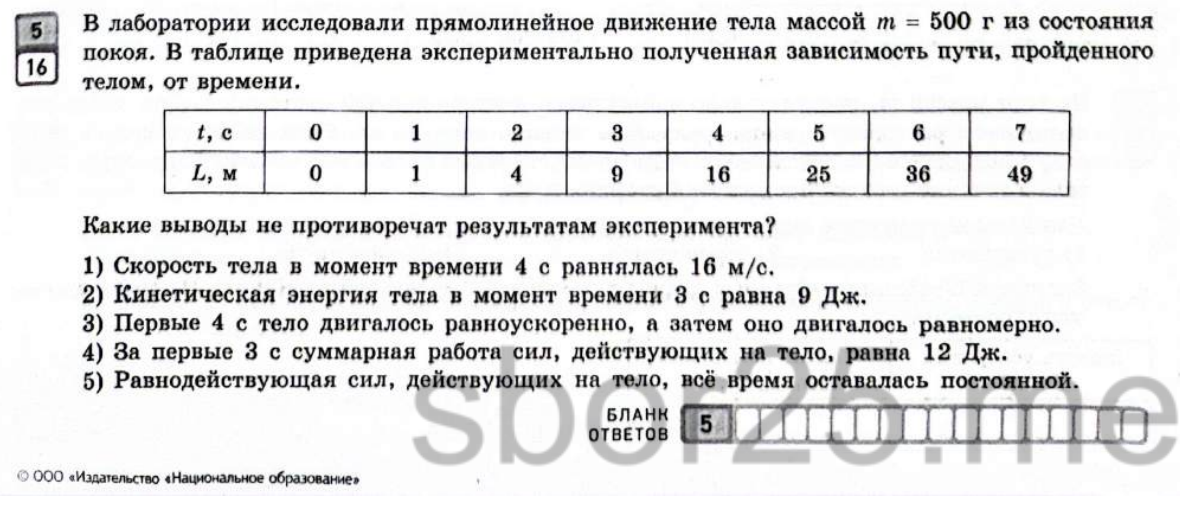 5
16
В лаборатории исследовали прямолинейное движение тела массой m = 500 г из состояния
покоя. В таблице приведена экспериментально полученная зависимость пути, пройденного
телом, от времени.
t, с 0 1 2 3 4 5 6 7
L, м 0 1 4 9 16 25 36 49
Какие выводы не противоречат результатам эксперимента?
1) Скорость тела в момент времени 4 с равнялась 16 м/с.
2) Кинетическая энергия тела в момент времени 3 с равна 9 Дж.
3) Первые 4 с тело двигалось равноускоренно, а затем оно двигалось равномерно.
4) За первые 3 с суммарная работа сил, действующих на тело, равна 12 Дж.
5) Равнодействующая сил, действующих на тело, всё время оставалась постоянной.
sbor25.me
БЛАНК
ОТВЕТОВ 5
© ООО «Издательство «Национальное образование»